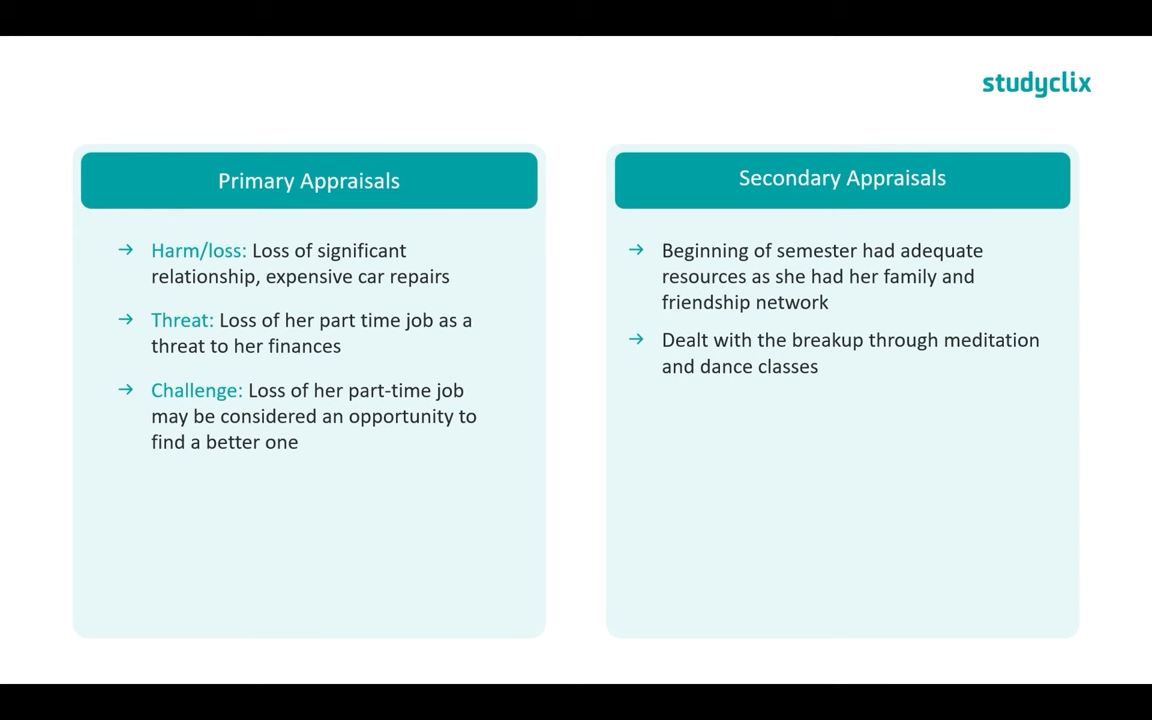 studyclix
Primary Appraisals
→ Harm/loss: Loss of significant
relationship, expensive car repairs
→ Threat: Loss of her part time job as a
threat to her finances
→ Challenge: Loss of her part-time job
may be considered an opportunity to
find a better one
Secondary Appraisals
→ Beginning of semester had adequate
resources as she had her family and
friendship network
→ Dealt with the breakup through meditation
and dance classes